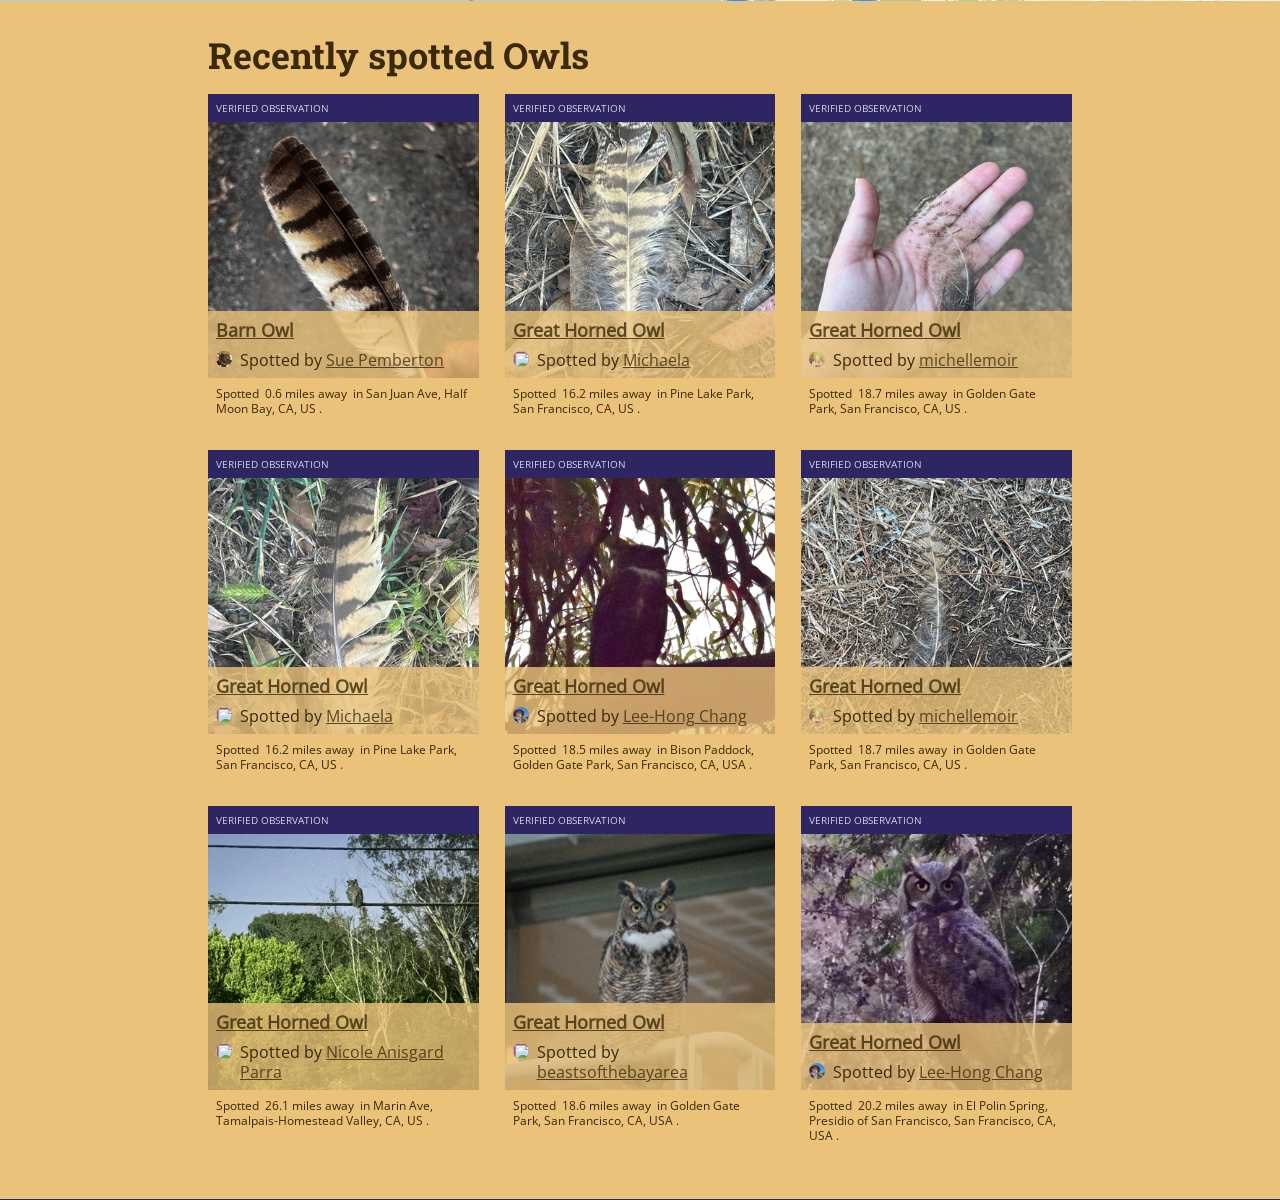 Recently spotted Owls
VERIFIED OBSERVATION
Barn Owl
Spotted by Sue Pemberton
Spotted 0.6 miles away in San Juan Ave, Half
Moon Bay, CA, US .
VERIFIED OBSERVATION
Great Horned Owl
Spotted by Michaela
Spotted 16.2 miles away in Pine Lake Park,
San Francisco, CA, US .
VERIFIED OBSERVATION
Great Horned Owl
Spotted by michellemoir
Spotted 18.7 miles away in Golden Gate
Park, San Francisco, CA, US .
VERIFIED OBSERVATION
Great Horned Owl
Spotted by Michaela
Spotted 16.2 miles away in Pine Lake Park,
San Francisco, CA, US .
VERIFIED OBSERVATION
Great Horned Owl
Spotted by Lee-Hong Chang
Spotted 18.5 miles away in Bison Paddock,
Golden Gate Park, San Francisco, CA, USA .
VERIFIED OBSERVATION
Great Horned Owl
Spotted by michellemoir
Spotted 18.7 miles away in Golden Gate
Park, San Francisco, CA, US .
VERIFIED OBSERVATION
Great Horned Owl
Spotted by Nicole Anisgard
Parra
Spotted 26.1 miles away in Marin Ave,
Tamalpais-Homestead Valley, CA, US .
VERIFIED OBSERVATION
Great Horned Owl
Spotted by
beastsofthebayarea
Spotted 18.6 miles away in Golden Gate
Park, San Francisco, CA, USA .
VERIFIED OBSERVATION
Great Horned Owl
Spotted by Lee-Hong Chang
Spotted 20.2 miles away in El Polin Spring,
Presidio of San Francisco, San Francisco, CA,
USA .